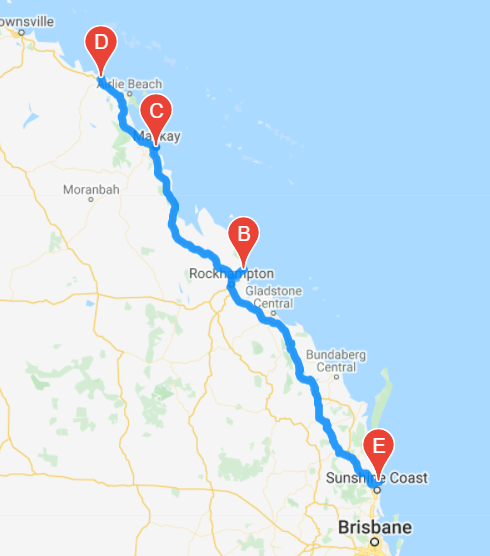 ownsville
D
Airlie Beach
C
Mackay
Moranbah
B
Rockhampton
Gladstone
Central
Bundaberg
Central
E
Sunshine Coast
Brisbane